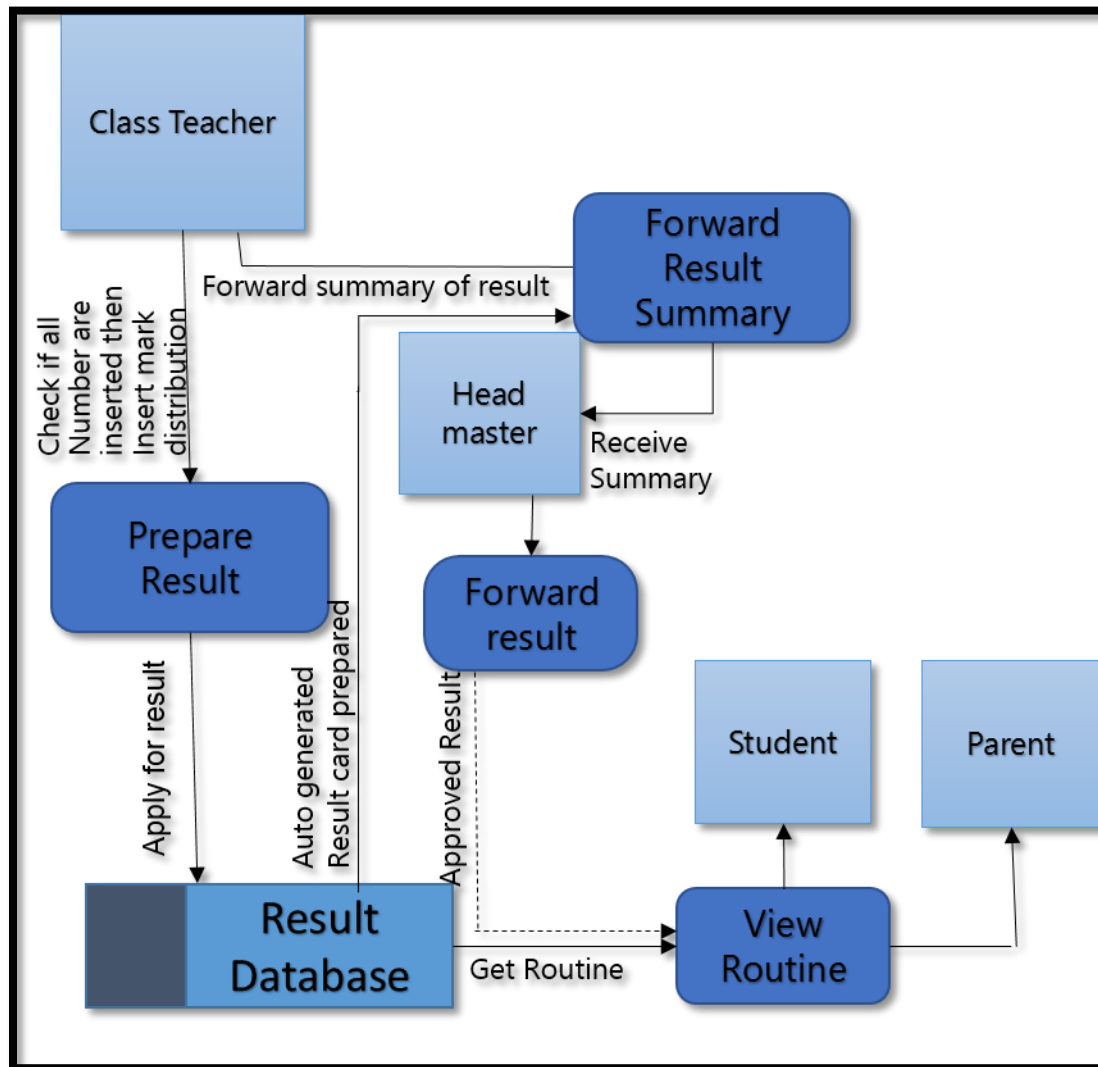 Class Teacher
Forward
Result
Summary
Forward summary of result
Check if all
Number are
inserted then
Insert mark
distribution
Head
master
Receive
Summary
Prepare
Result
Forward
result
Apply for result
Auto generated
Result card prepared
Approved Result
Student
Parent
Result
Database
Get Routine
View
Routine